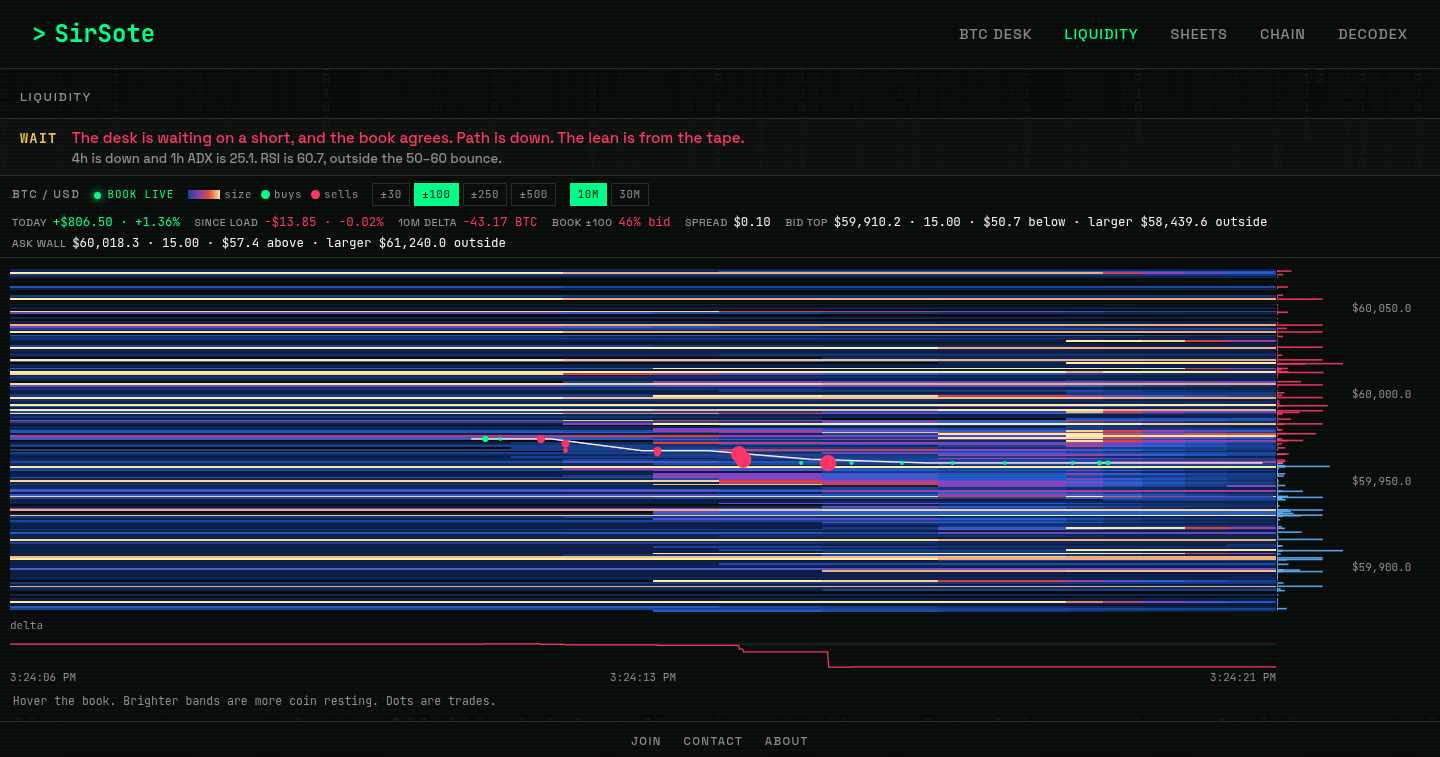 > SirSote
BTC DESK LIQUIDITY SHEETS CHAIN DECODEX
LIQUIDITY
WAIT The desk is waiting on a short, and the book agrees. Path is down. The lean is from the tape.
4h is down and 1h ADX is 25.1. RSI is 60.7, outside the 50–60 bounce.
BTC / USD BOOK LIVE size buys sells ±30 ±100 ±250 ±500 10M 30M
TODAY +$806.50 · +1.36% SINCE LOAD -$13.85 · -0.02% 10M DELTA -43.17 BTC BOOK ±100 46% bid SPREAD $0.10 BID TOP $59,910.2 · 15.00 · $50.7 below · larger $58,439.6 outside
ASK WALL $60,018.3 · 15.00 · $57.4 above · larger $61,240.0 outside
$60,050.0
$60,000.0
$59,950.0
$59,900.0
delta
3:24:06 PM 3:24:13 PM 3:24:21 PM
Hover the book. Brighter bands are more coin resting. Dots are trades.
JOIN CONTACT ABOUT